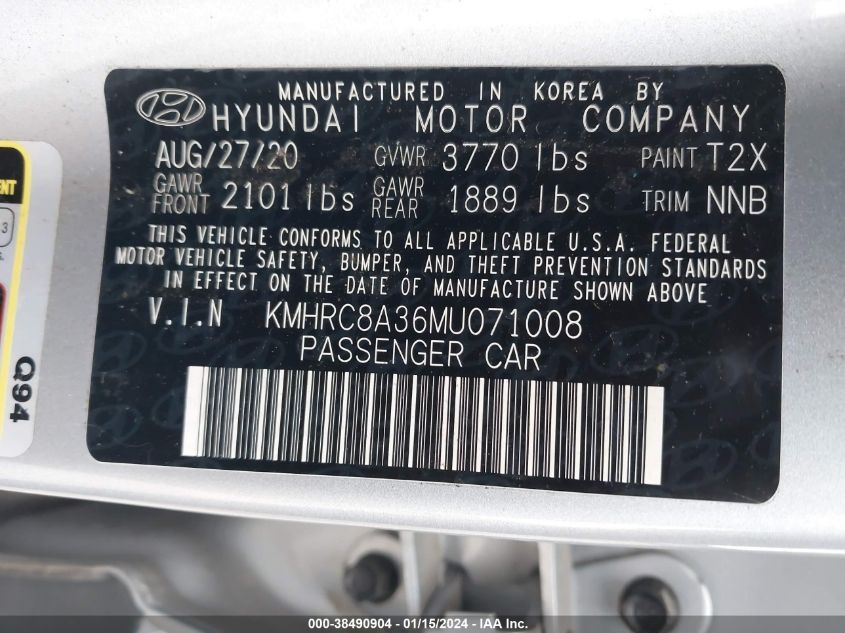 MANUFACTURED IN KOREA BY
HYUNDAI MOTOR COMPANY
AUG/27/20 GVWR 3770 lbs PAINT T2X
GAWR FRONT 2101 lbs GAWR REAR 1889 lbs TRIM NNB
THIS VEHICLE CONFORMS TO ALL APPLICABLE U.S.A. FEDERAL
MOTOR VEHICLE SAFETY, BUMPER, AND THEFT PREVENTION STANDARDS
IN EFFECT ON THE DATE OF MANUFACTURE SHOWN ABOVE.
V.I.N KMHRC8A36MU071008
PASSENGER CAR
3
Q94
000-38490904 - 01/15/2024 - IAA Inc.